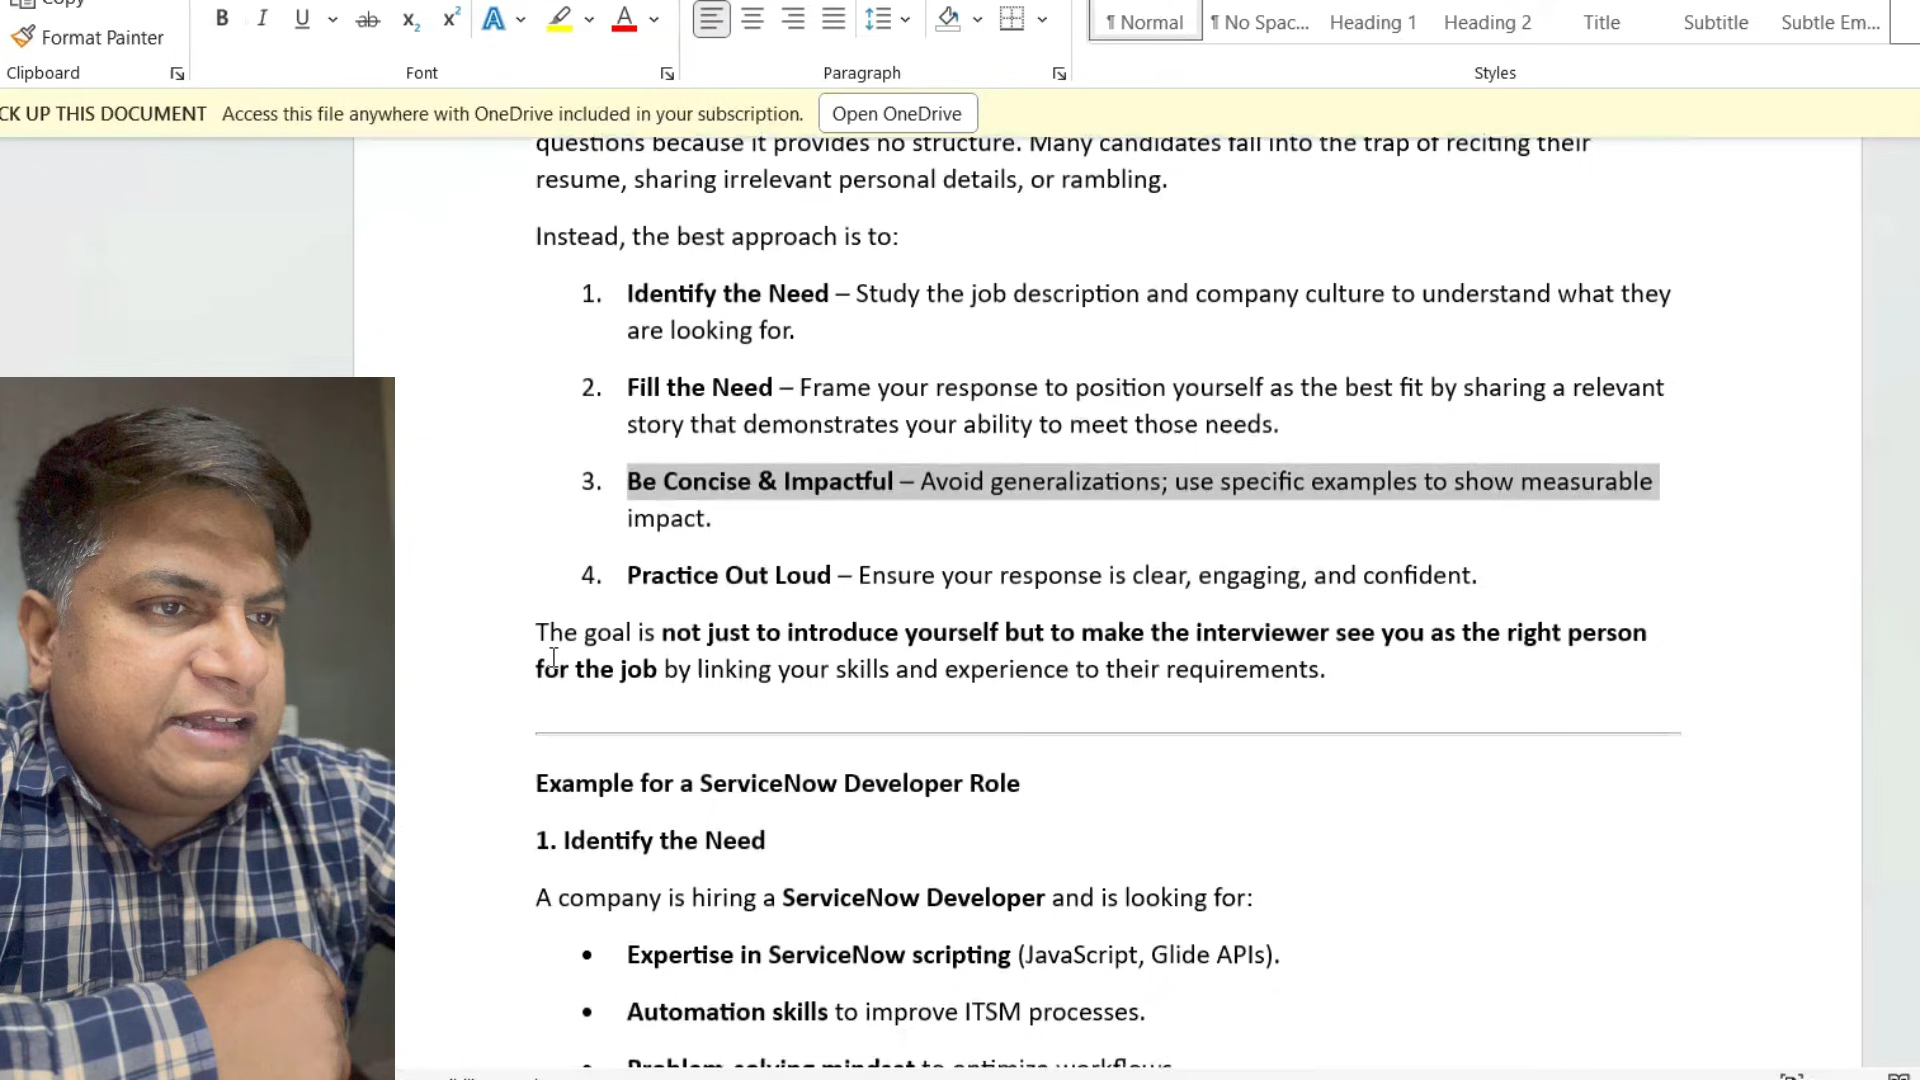 Copy
B I U ab x₂ x² A A
¶ Normal ¶ No Spac... Heading 1 Heading 2 Title Subtitle Subtle Em...
Format Painter
Clipboard Font Paragraph Styles
CK UP THIS DOCUMENT Access this file anywhere with OneDrive included in your subscription. Open OneDrive
questions because it provides no structure. Many candidates fall into the trap of reciting their
resume, sharing irrelevant personal details, or rambling.
Instead, the best approach is to:
1. Identify the Need – Study the job description and company culture to understand what they
are looking for.
2. Fill the Need – Frame your response to position yourself as the best fit by sharing a relevant
story that demonstrates your ability to meet those needs.
3. Be Concise & Impactful – Avoid generalizations; use specific examples to show measurable
impact.
4. Practice Out Loud – Ensure your response is clear, engaging, and confident.
The goal is not just to introduce yourself but to make the interviewer see you as the right person
for the job by linking your skills and experience to their requirements.
Example for a ServiceNow Developer Role
1. Identify the Need
A company is hiring a ServiceNow Developer and is looking for:
• Expertise in ServiceNow scripting (JavaScript, Glide APIs).
• Automation skills to improve ITSM processes.
• Problem-solving mindset to optimize workflows.